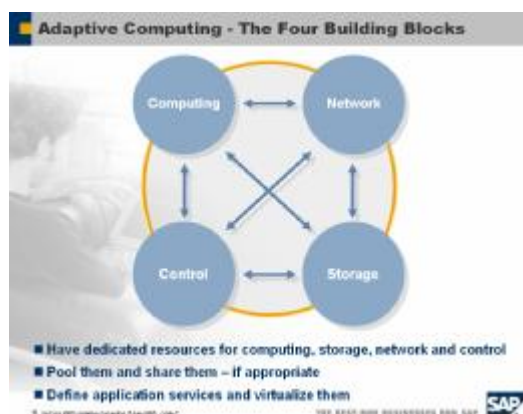 Adaptive Computing - The Four Building Blocks
Computing
Network
Control
Storage
Have dedicated resources for computing, storage, network and control
Pool them and share them – if appropriate
Define application services and virtualize them
SAP